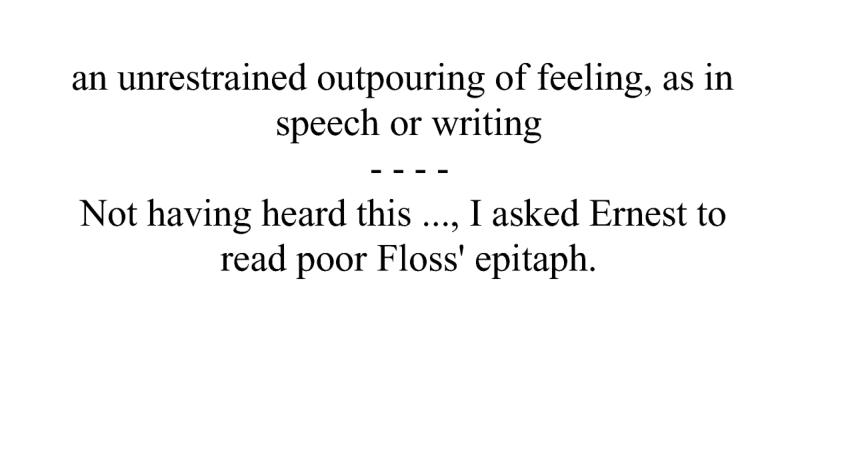 an unrestrained outpouring of feeling, as in
speech or writing
- - - -
Not having heard this ..., I asked Ernest to
read poor Floss' epitaph.